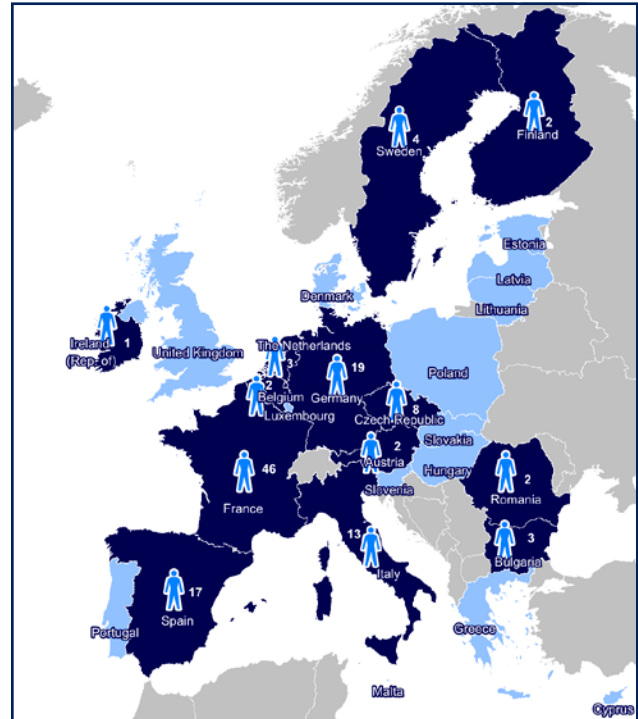 4
Sweden
2
Finland
Estonia
Latvia
Lithuania
Denmark
1
Ireland
(Rep. of)
United Kingdom
The Netherlands
3
2
Belgium
Luxembourg
19
Germany
Poland
8
Czech Republic
Slovakia
2
Austria
Hungary
Slovenia
46
France
2
Romania
13
Italy
3
Bulgaria
17
Spain
Portugal
Greece
Malta
Cyprus